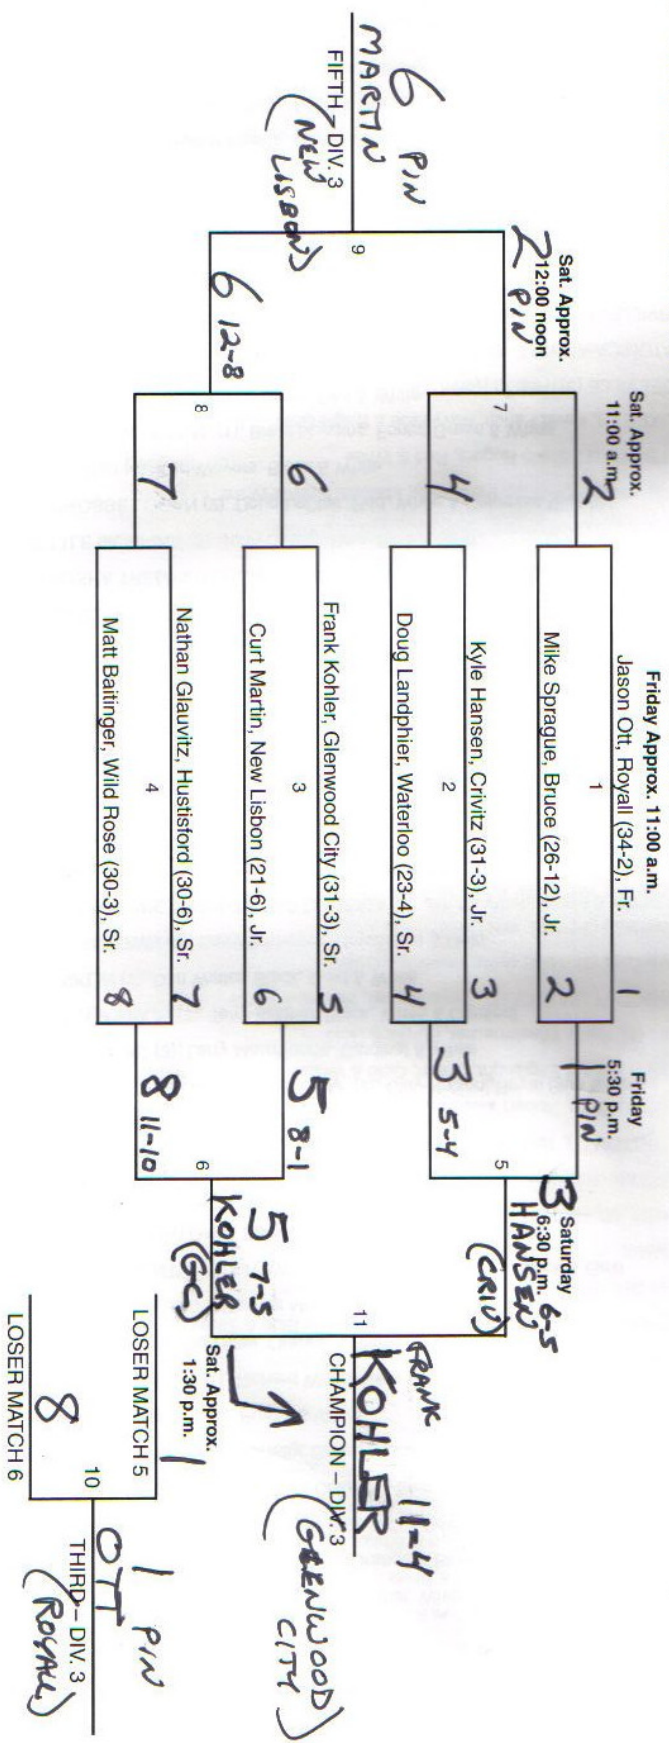 Friday Approx. 11:00 a.m.
Friday
5:30 p.m.
Saturday
6:30 p.m.
Sat. Approx.
11:00 a.m.
Sat. Approx.
12:00 noon
Jason Ott, Royall (34-2), Fr. 1
1
Mike Sprague, Bruce (26-12), Jr. 2
Kyle Hansen, Crivitz (31-3), Jr. 3
2
Doug Landphier, Waterloo (23-4), Sr. 4
Frank Kohler, Glenwood City (31-3), Sr. 5
3
Curt Martin, New Lisbon (21-6), Jr. 6
Nathan Glauvitz, Hustisford (30-6), Sr. 7
4
Matt Baitinger, Wild Rose (30-3), Sr. 8
1 PIN
5
3 5-4
5 8-1
6
8 11-10
3 6-5
HANSEN
(CRIV)
5 7-5
KOHLER
(GC)
11
FRANK
KOHLER 11-4
CHAMPION – DIV. 3
(GLENWOOD
CITY)
2
7
4
6
8
7
2 PIN
6 12-8
9
6 PIN
MARTIN
FIFTH – DIV. 3
(NEW
LISBON)
Sat. Approx.
1:30 p.m.
1
LOSER MATCH 5
10
8
LOSER MATCH 6
1 PIN
OTT
THIRD – DIV. 3
(ROYALL)